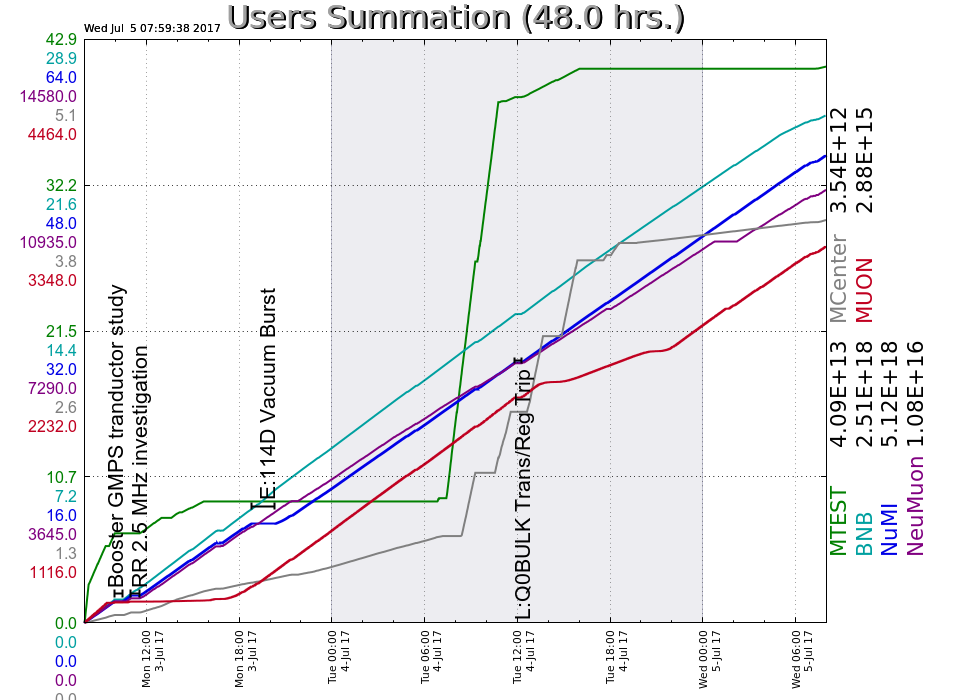 Users Summation (48.0 hrs.)
Wed Jul 5 07:59:38 2017
42.9
28.9
64.0
14580.0
5.1
4464.0
32.2
21.6
48.0
10935.0
3.8
3348.0
21.5
14.4
32.0
7290.0
2.6
2232.0
10.7
7.2
16.0
3645.0
1.3
1116.0
0.0
0.0
0.0
0.0
0.0
Booster GMPS tranductor study
RR 2.5 MHz investigation
E:114D Vacuum Burst
L:Q0BULK Trans/Reg Trip
Mon 12:00
3-Jul 17
Mon 18:00
3-Jul 17
Tue 00:00
4-Jul 17
Tue 06:00
4-Jul 17
Tue 12:00
4-Jul 17
Tue 18:00
4-Jul 17
Wed 00:00
5-Jul 17
Wed 06:00
5-Jul 17
MTEST 4.09E+13 MCenter 3.54E+12
BNB 2.51E+18 MUON 2.88E+15
NuMI 5.12E+18
NeuMuon 1.08E+16